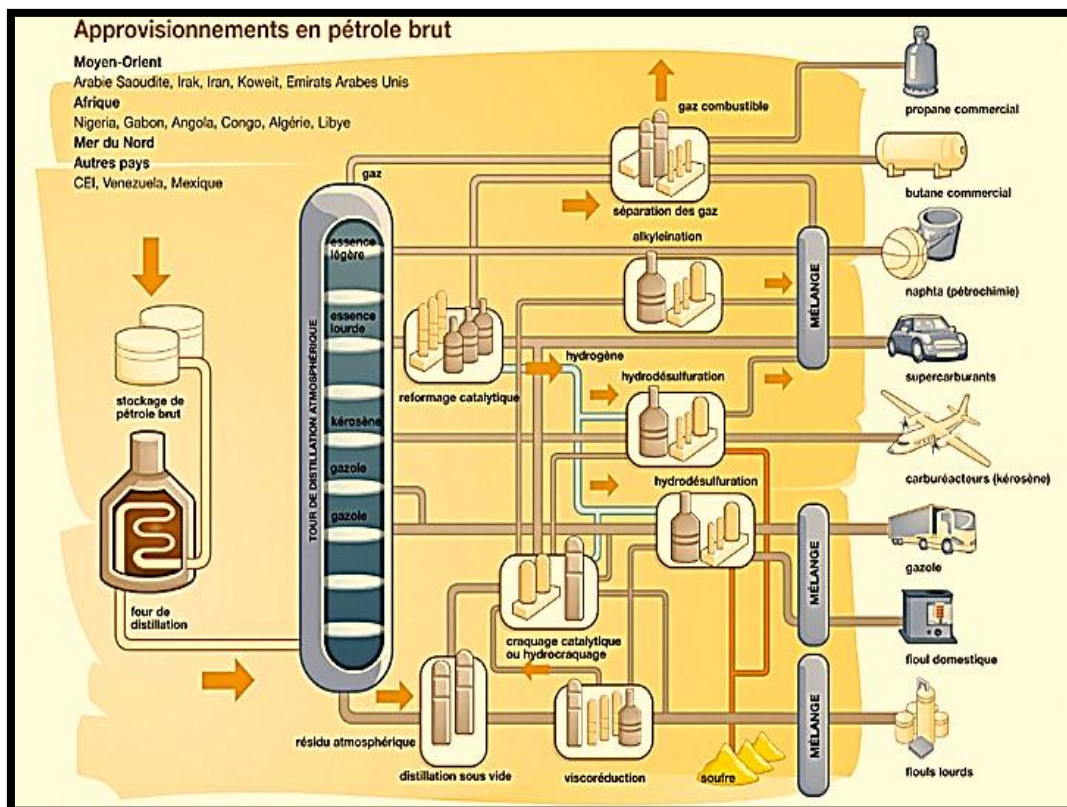 Approvisionnements en pétrole brut
Moyen-Orient
Arabie Saoudite, Irak, Iran, Koweit, Emirats Arabes Unis
Afrique
Nigeria, Gabon, Angola, Congo, Algérie, Libye
Mer du Nord
Autres pays
CEI, Venezuela, Mexique
gaz
gaz combustible
propane commercial
butane commercial
séparation des gaz
alkyleination
essence
légère
MÉLANGE
naphta (pétrochimie)
essence
lourde
hydrogène
supercarburants
stockage de
pétrole brut
TOUR DE DISTILLATION ATMOSPHÉRIQUE
reformage catalytique
hydrodésulfuration
kérosène
carburéacteurs (kérosène)
gazole
hydrodésulfuration
gazole
MÉLANGE
gazole
four de
distillation
craquage catalytique
ou hydrocraquage
fioul domestique
résidu atmosphérique
distillation sous vide
viscoréduction
soufre
MÉLANGE
fiouls lourds